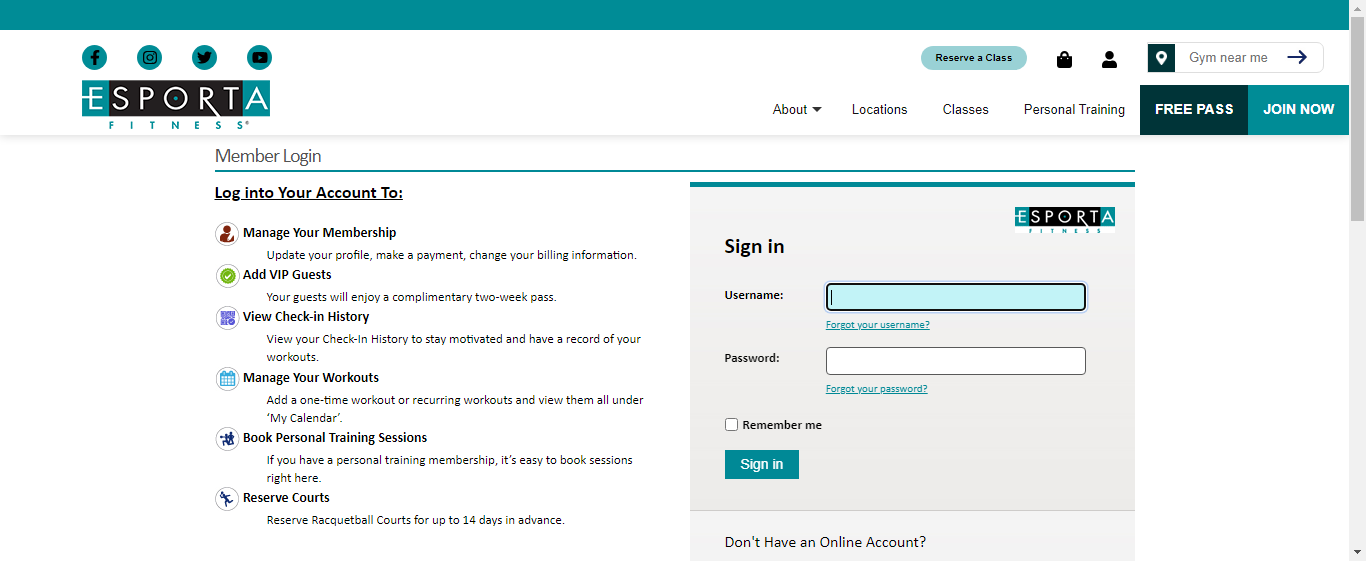 Reserve a Class
Gym near me
ESPORTA
FITNESS®
About
Locations
Classes
Personal Training
FREE PASS
JOIN NOW
Member Login
Log into Your Account To:
Manage Your Membership
Update your profile, make a payment, change your billing information.
Add VIP Guests
Your guests will enjoy a complimentary two-week pass.
View Check-in History
View your Check-In History to stay motivated and have a record of your
workouts.
Manage Your Workouts
Add a one-time workout or recurring workouts and view them all under
‘My Calendar’.
Book Personal Training Sessions
If you have a personal training membership, it’s easy to book sessions
right here.
Reserve Courts
Reserve Racquetball Courts for up to 14 days in advance.
ESPORTA
FITNESS
Sign in
Username:
Forgot your username?
Password:
Forgot your password?
Remember me
Sign in
Don't Have an Online Account?